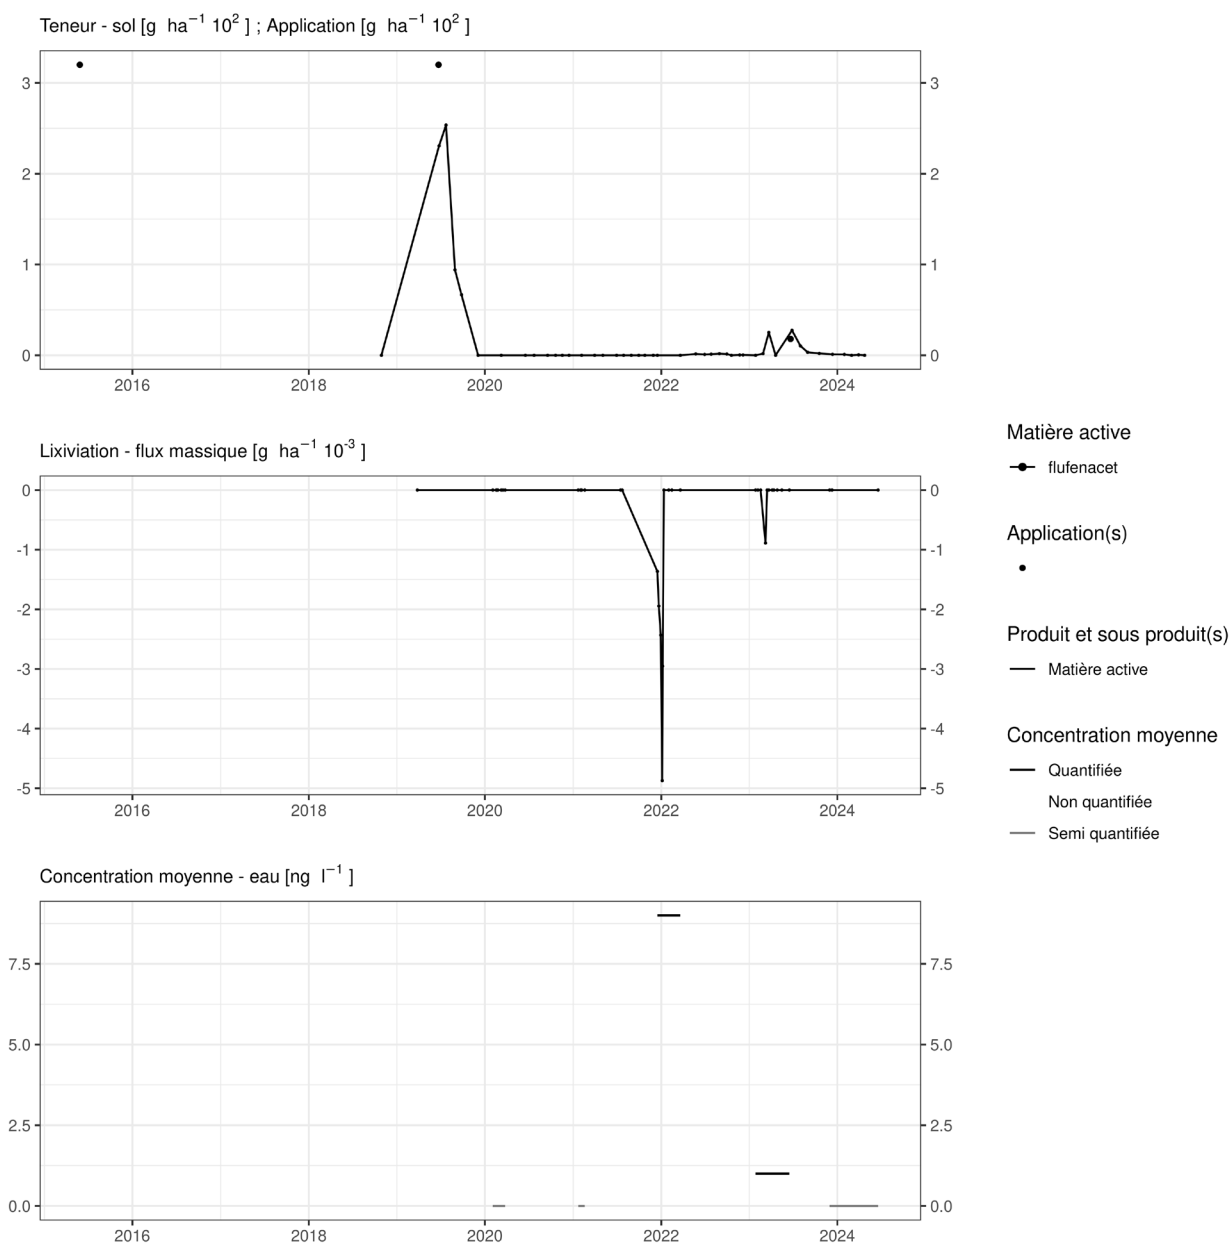 Teneur - sol [g ha⁻¹ 10² ] ; Application [g ha⁻¹ 10² ]
3 3
2 2
1 1
0 0
2016 2018 2020 2022 2024
Lixiviation - flux massique [g ha⁻¹ 10⁻³ ]
0 0
-1 -1
-2 -2
-3 -3
-4 -4
-5 -5
2016 2018 2020 2022 2024
Concentration moyenne - eau [ng l⁻¹ ]
7.5 7.5
5.0 5.0
2.5 2.5
0.0 0.0
2016 2018 2020 2022 2024
Matière active
flufenacet
Application(s)
Produit et sous produit(s)
Matière active
Concentration moyenne
Quantifiée
Non quantifiée
Semi quantifiée